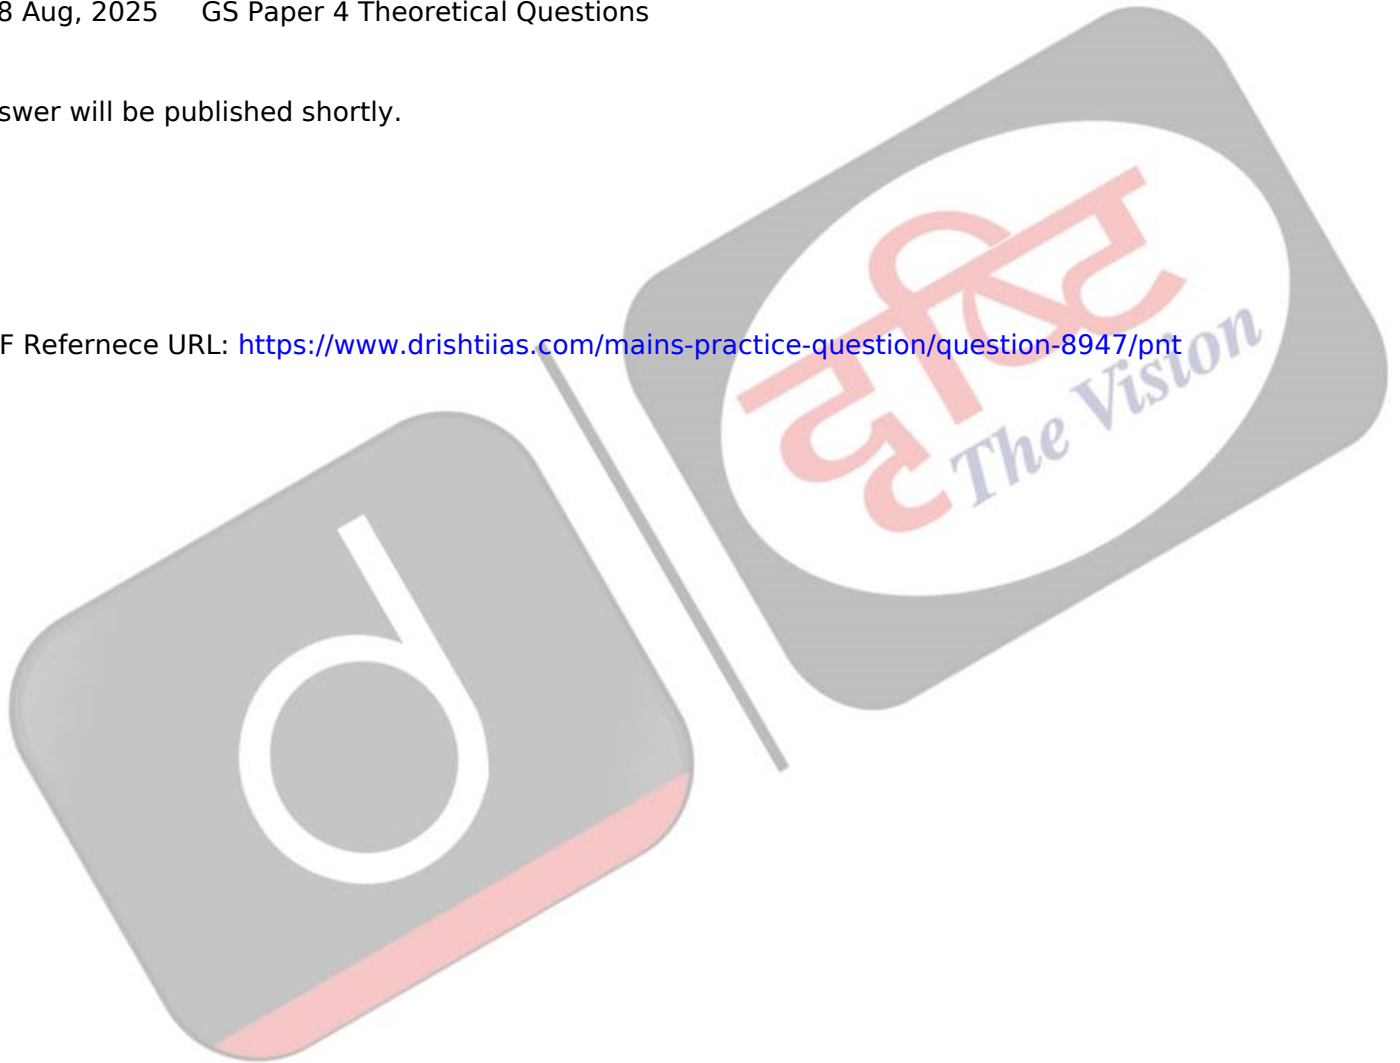 8 Aug, 2025 GS Paper 4 Theoretical Questions
swer will be published shortly.
F Refernece URL: https://www.drishtiias.com/mains-practice-question/question-8947/pnt
दृष्टि
The Vision
d